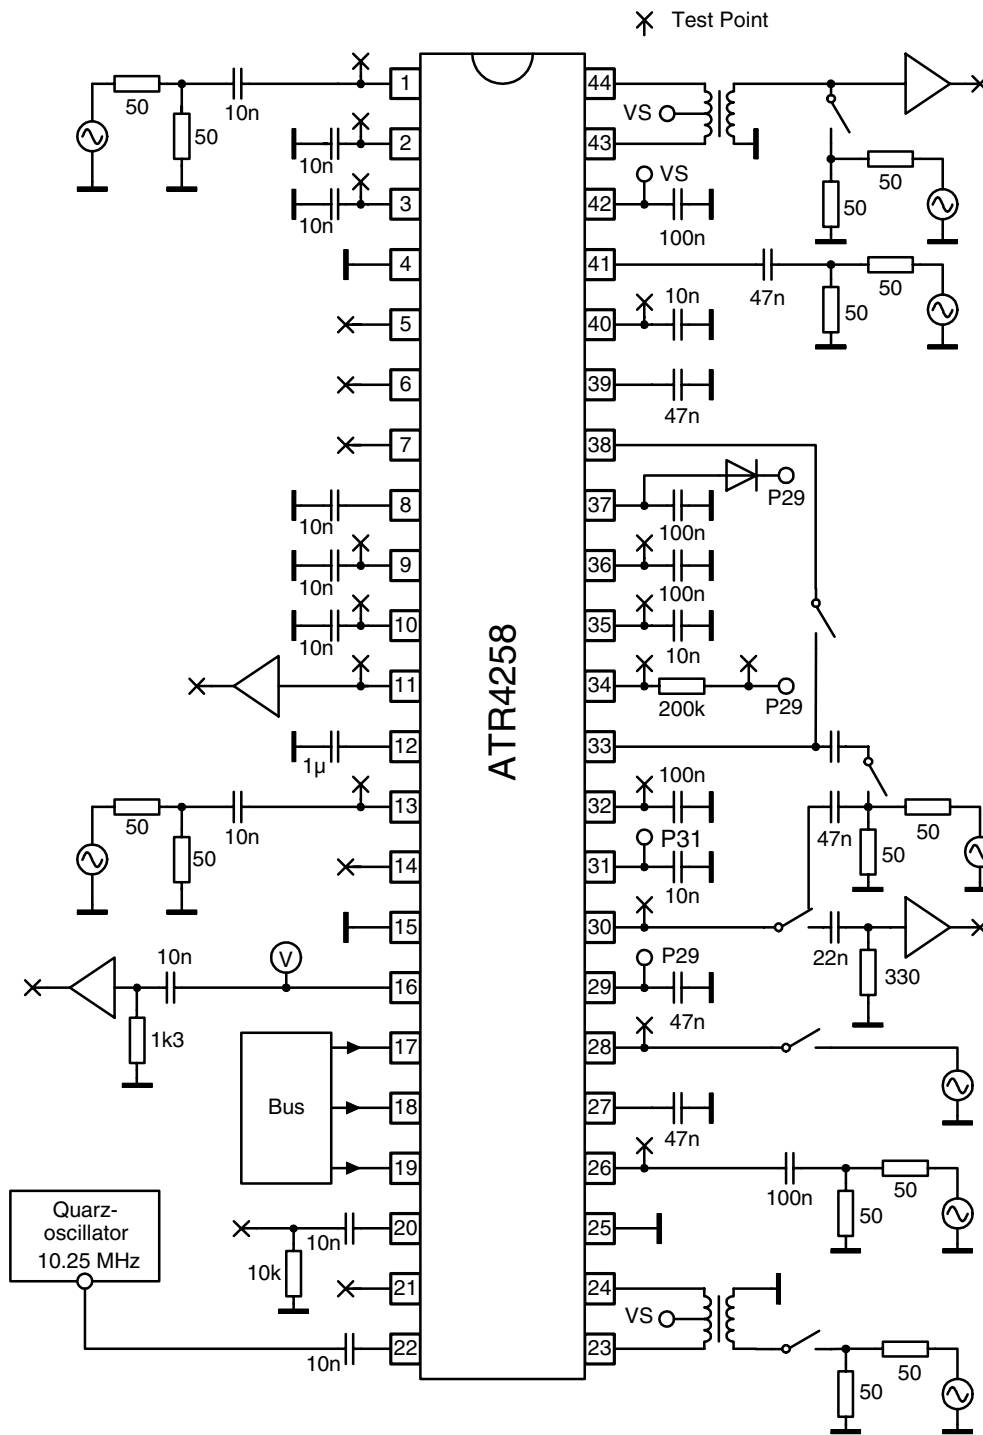 Test Point
1
44
50
10n
50
VS
2
43
10n
VS
3
42
10n
100n
50
50
4
41
47n
50
50
5
40
10n
6
39
47n
7
38
8
37
10n
100n
P29
9
36
10n
100n
10
35
10n
10n
11
34
200k
P29
ATR4258
12
33
1µ
13
32
50
10n
50
100n
47n
50
50
14
31
P31
10n
15
30
22n
330
16
29
10n
V
1k3
P29
47n
Bus
17
28
18
27
47n
19
26
100n
50
50
Quarz-
oscillator
10.25 MHz
20
25
10n
10k
21
24
VS
22
23
10n
50
50